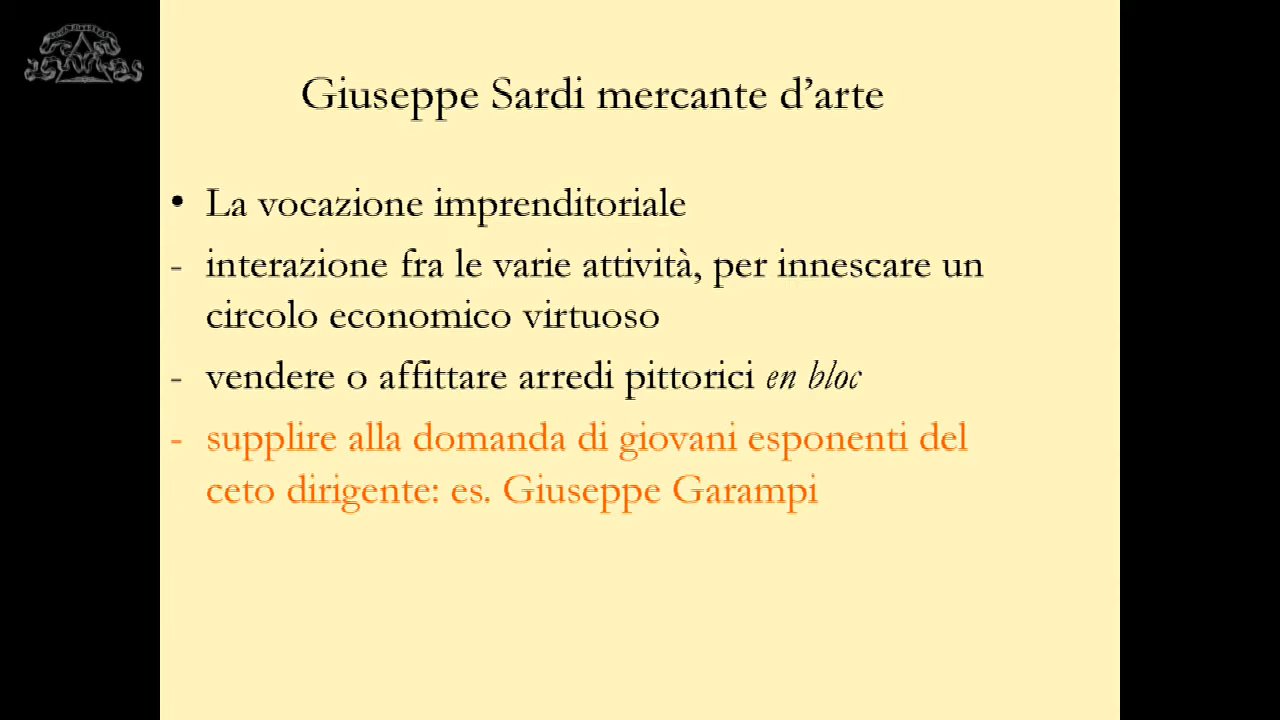 Giuseppe Sardi mercante d’arte
• La vocazione imprenditoriale
- interazione fra le varie attività, per innescare un
circolo economico virtuoso
- vendere o affittare arredi pittorici en bloc
- supplire alla domanda di giovani esponenti del
ceto dirigente: es. Giuseppe Garampi